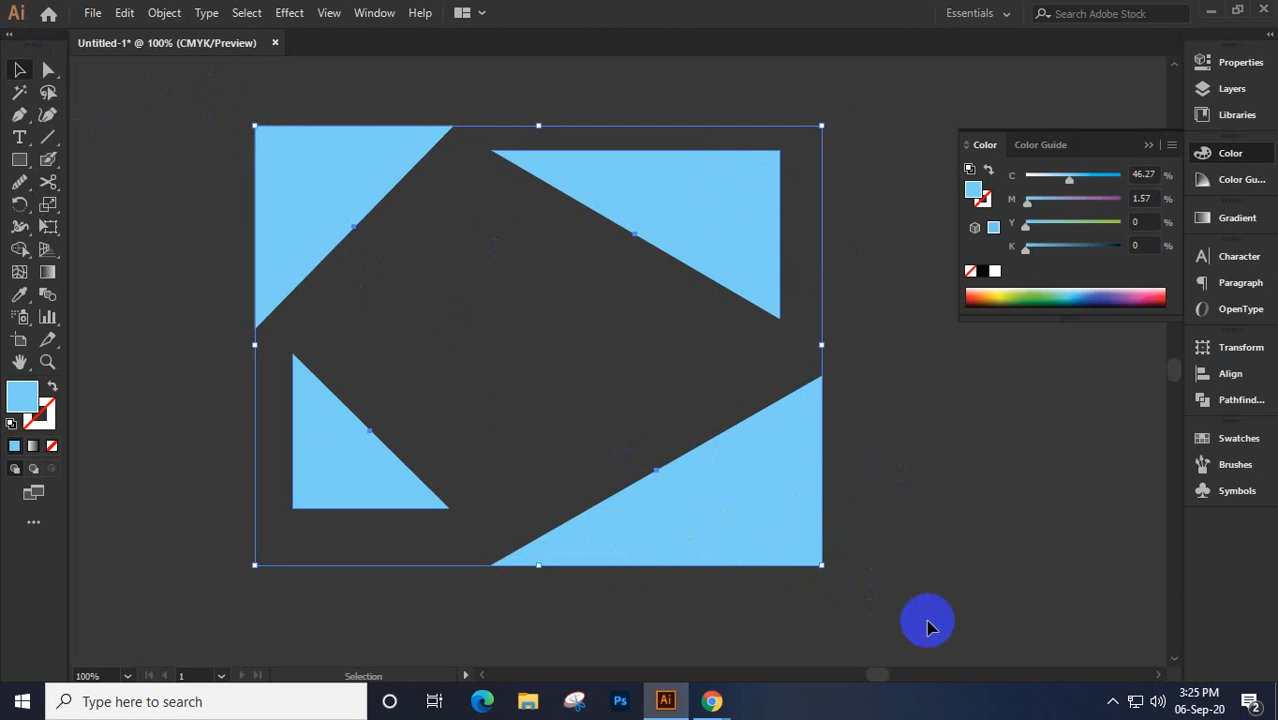 Ai File Edit Object Type Select Effect View Window Help Essentials Search Adobe Stock
Untitled-1* @ 100% (CMYK/Preview)
Properties
Layers
Libraries
Color
Color Gu...
Gradient
Character
Paragraph
OpenType
Transform
Align
Pathfind...
Swatches
Brushes
Symbols
Color Color Guide
C 46.27 %
M 1.57 %
Y 0 %
K 0 %
100% 1 Selection
Type here to search Ps Ai 3:25 PM
06-Sep-20 2